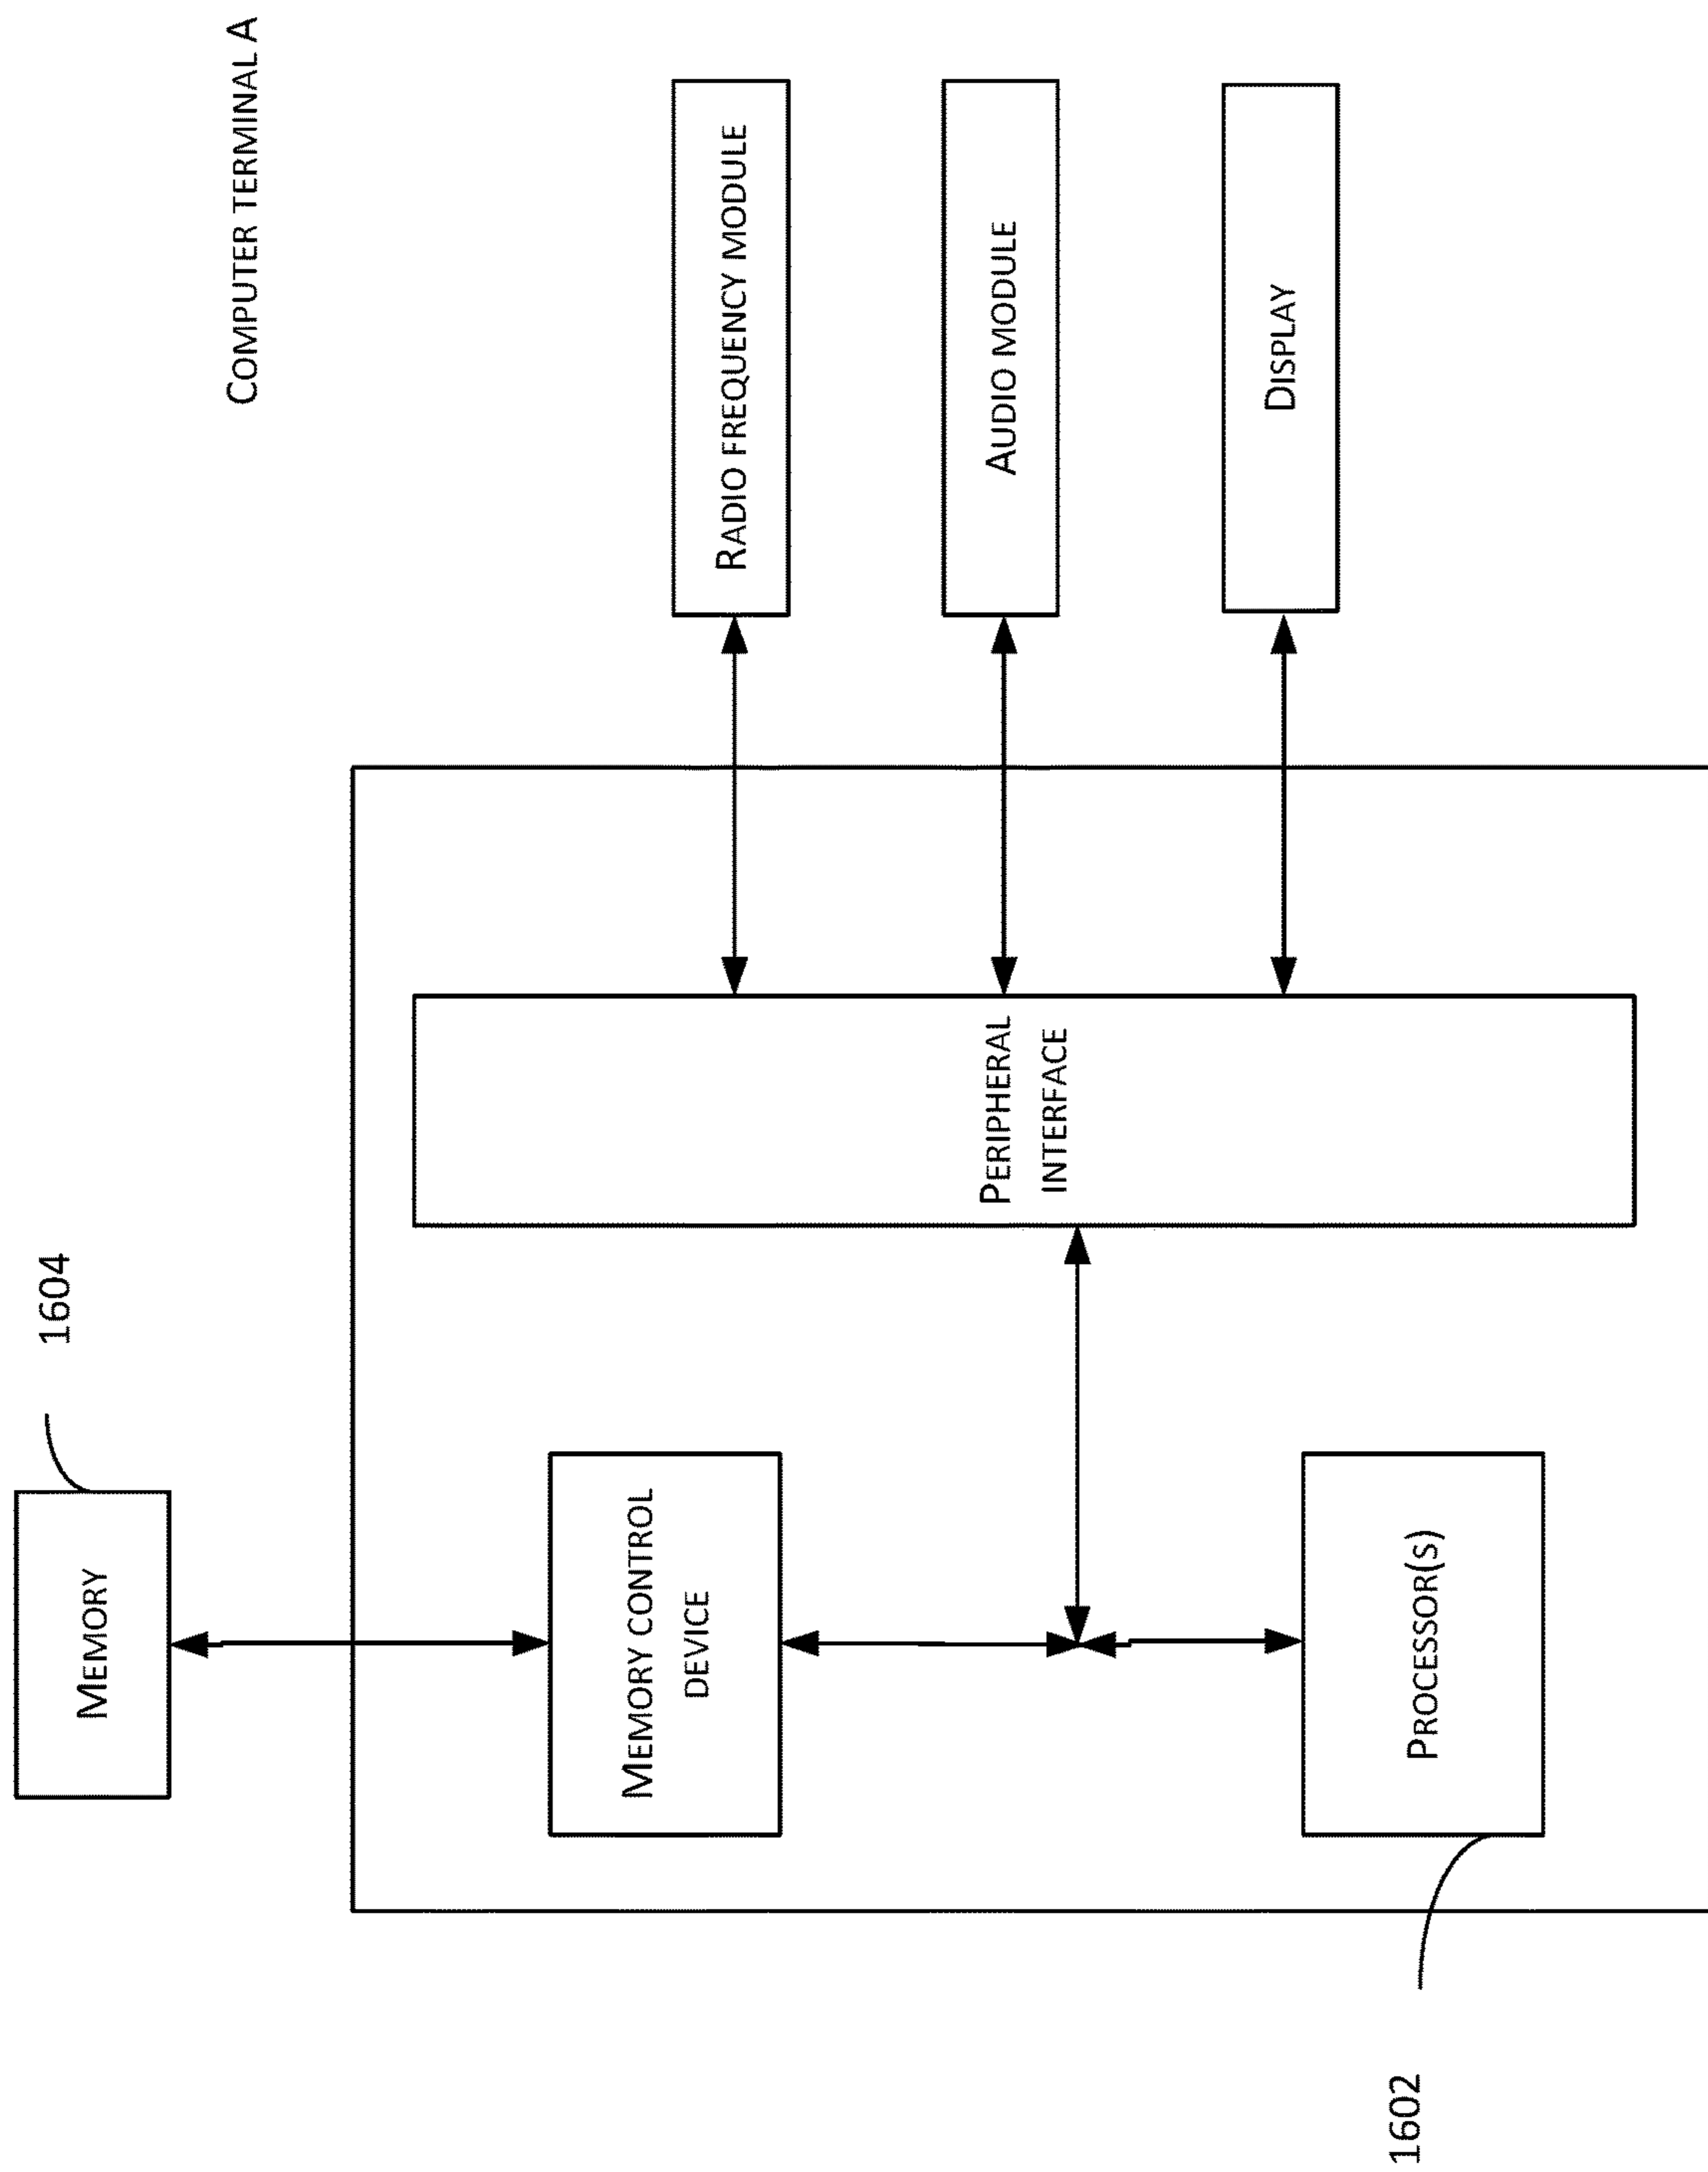 COMPUTER TERMINAL A
1604
MEMORY
MEMORY CONTROL
DEVICE
PROCESSOR(S)
1602
PERIPHERAL
INTERFACE
RADIO FREQUENCY MODULE
AUDIO MODULE
DISPLAY